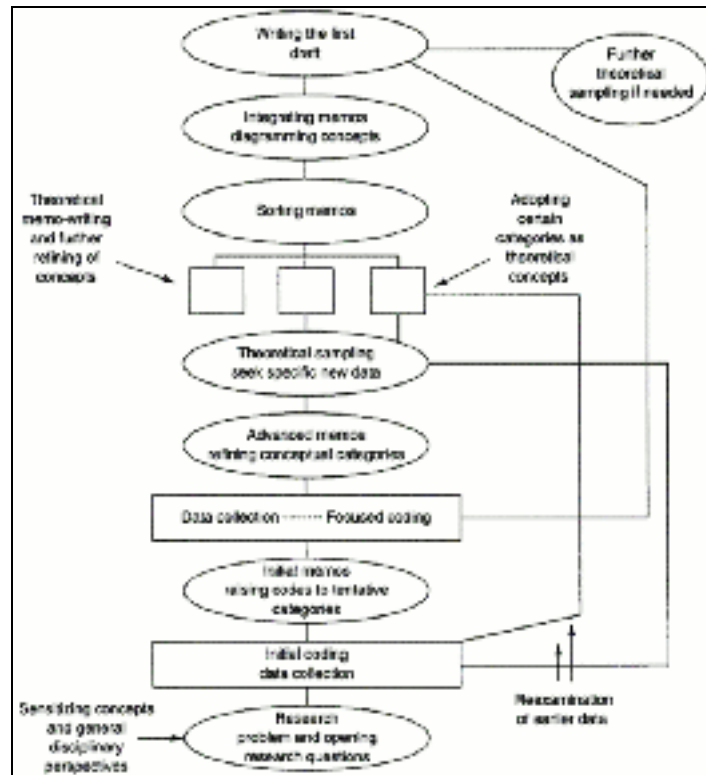 Writing the first
draft
Further
theoretical
sampling if needed
Integrating memos
diagramming concepts
Theoretical
memo-writing
and further
refining of
concepts
Sorting memos
Adopting
certain
categories as
theoretical
concepts
Theoretical sampling
seek specific new data
Advanced memos
refining conceptual categories
Data collection ······· Focused coding
Initial memos
raising codes to tentative
categories
Initial coding
data collection
Reexamination
of earlier data
Sensitizing concepts
and general
disciplinary
perspectives
Research
problem and opening
research questions